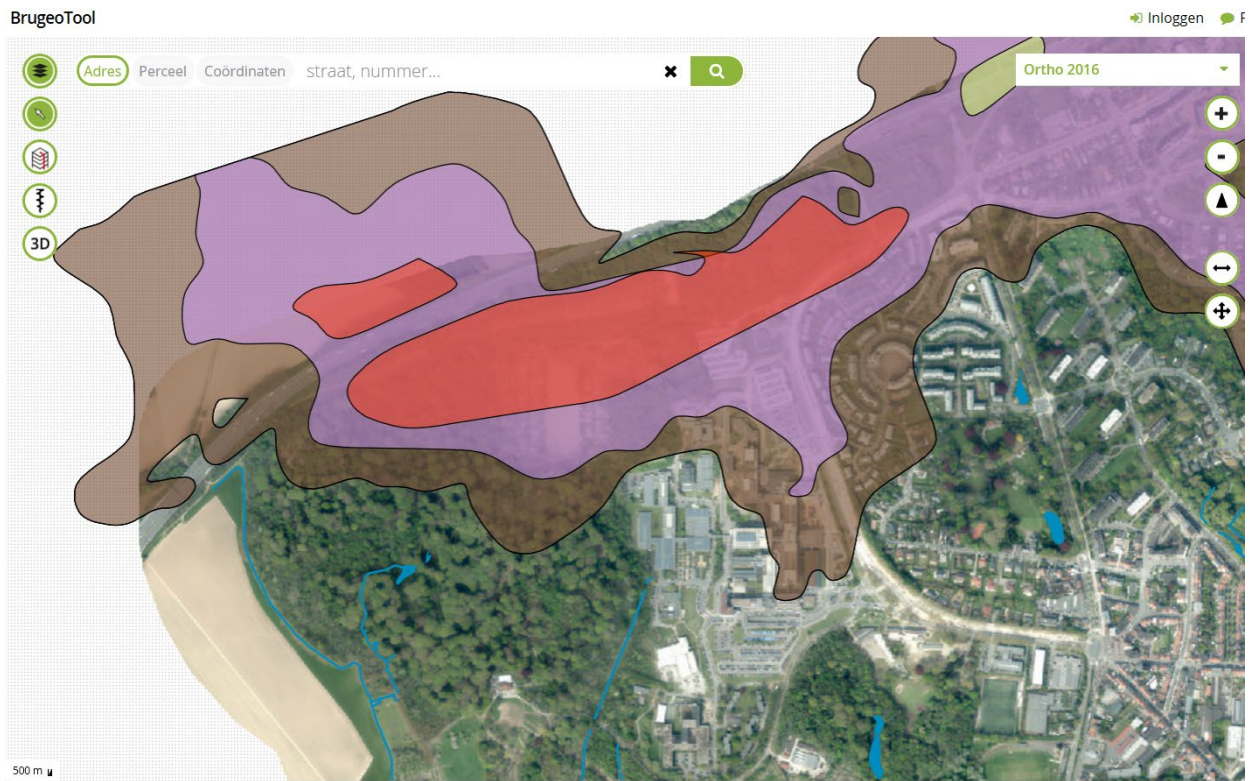 BrugeoTool
Inloggen
Adres Perceel Coördinaten straat, nummer...
Ortho 2016
+
-
3D
500 m